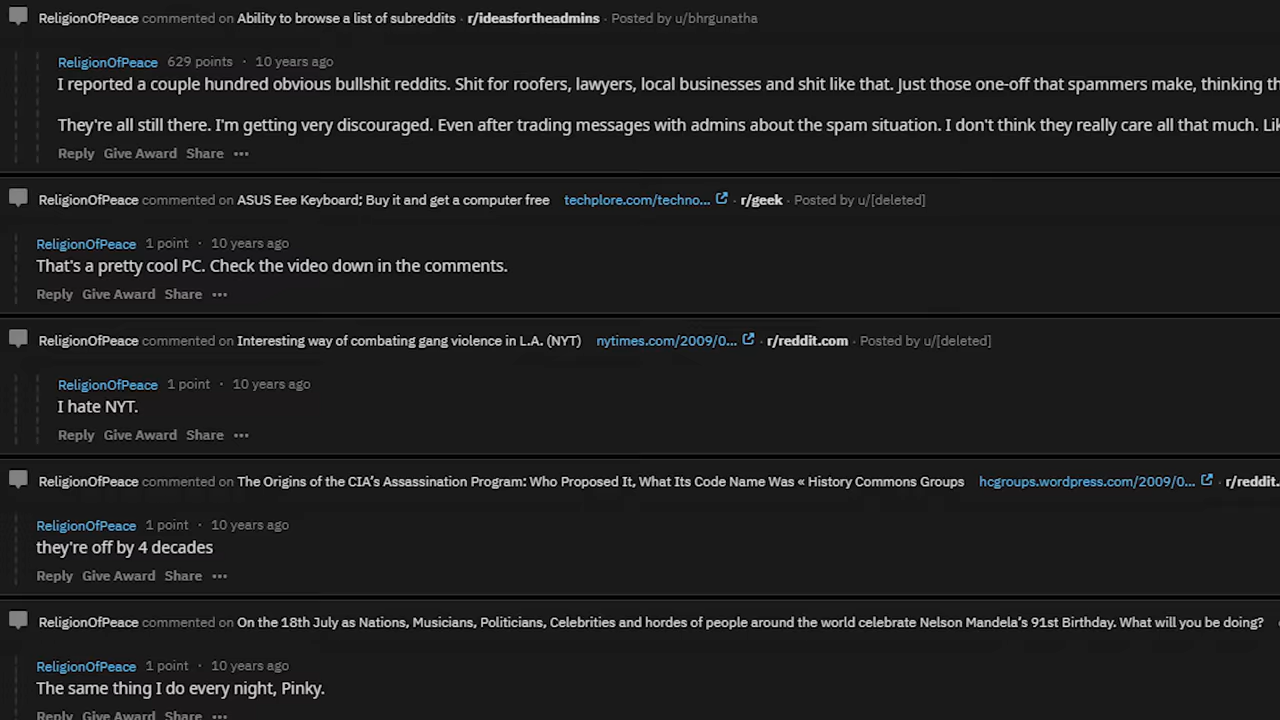 ReligionOfPeace commented on Ability to browse a list of subreddits · r/ideasfortheadmins · Posted by u/bhrgunatha
ReligionOfPeace 629 points · 10 years ago
I reported a couple hundred obvious bullshit reddits. Shit for roofers, lawyers, local businesses and shit like that. Just those one-off that spammers make, thinking
They're all still there. I'm getting very discouraged. Even after trading messages with admins about the spam situation. I don't think they really care all that much.
Reply Give Award Share •••
ReligionOfPeace commented on ASUS Eee Keyboard; Buy it and get a computer free techplore.com/techno... · r/geek · Posted by u/[deleted]
ReligionOfPeace 1 point · 10 years ago
That's a pretty cool PC. Check the video down in the comments.
Reply Give Award Share •••
ReligionOfPeace commented on Interesting way of combating gang violence in L.A. (NYT) nytimes.com/2009/0... · r/reddit.com · Posted by u/[deleted]
ReligionOfPeace 1 point · 10 years ago
I hate NYT.
Reply Give Award Share •••
ReligionOfPeace commented on The Origins of the CIA's Assassination Program: Who Proposed It, What Its Code Name Was « History Commons Groups hcgroups.wordpress.com/2009/0... · r/reddit.
ReligionOfPeace 1 point · 10 years ago
they're off by 4 decades
Reply Give Award Share •••
ReligionOfPeace commented on On the 18th July as Nations, Musicians, Politicians, Celebrities and hordes of people around the world celebrate Nelson Mandela's 91st Birthday. What will you be doing?
ReligionOfPeace 1 point · 10 years ago
The same thing I do every night, Pinky.
Reply Give Award Share •••